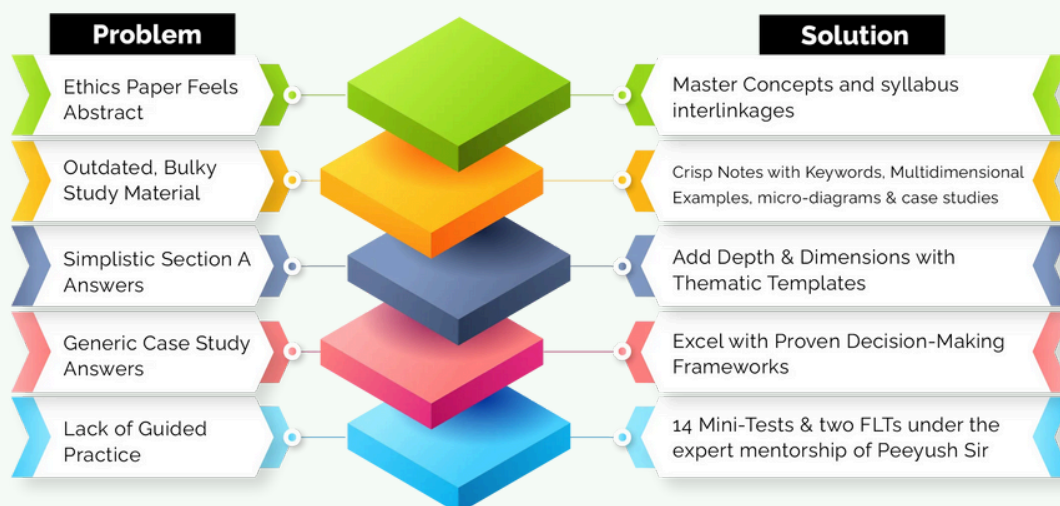 Problem
Solution
Ethics Paper Feels
Abstract
Master Concepts and syllabus
interlinkages
Outdated, Bulky
Study Material
Crisp Notes with Keywords, Multidimensional
Examples, micro-diagrams & case studies
Simplistic Section A
Answers
Add Depth & Dimensions with
Thematic Templates
Generic Case Study
Answers
Excel with Proven Decision-Making
Frameworks
Lack of Guided
Practice
14 Mini-Tests & two FLTs under the
expert mentorship of Peeyush Sir